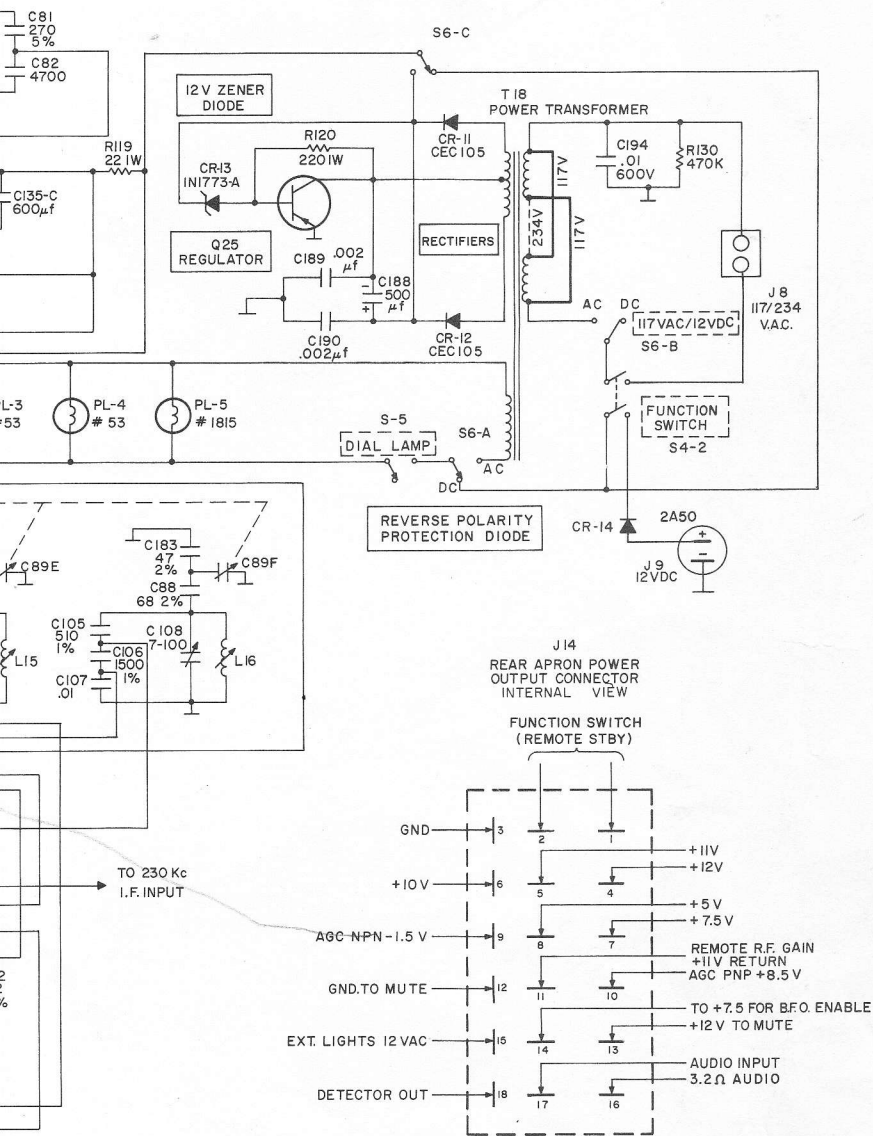 C81
270
5%
C82
4700
S6-C
12 V ZENER
DIODE
T18
POWER TRANSFORMER
R119
22 1W
CR-13
1N1773-A
R120
220 1W
CR-11
CEC105
117V
C194
.01
600V
R130
470K
C135-C
600µf
234V
117V
Q25
REGULATOR
RECTIFIERS
C189
.002
µf
C188
500
µf
-
+
C190
.002µf
CR-12
CEC105
J8
117/234
V.A.C.
AC
DC
117VAC/12VDC
S6-B
PL-4
# 53
PL-5
# 1815
S-5
DIAL LAMP
S6-A
AC
DC
FUNCTION
SWITCH
S4-2
REVERSE POLARITY
PROTECTION DIODE
CR-14
2A50
+
-
J9
12VDC
C89E
C183
47
2%
C89F
C88
68 2%
C105
510
1%
C106
1500
1%
C107
.01
C108
7-100
L15
L16
J14
REAR APRON POWER
OUTPUT CONNECTOR
INTERNAL VIEW
FUNCTION SWITCH
(REMOTE STBY)
GND
3
2
1
+11V
+12V
+10V
6
5
4
+5V
+7.5V
AGC NPN-1.5 V
9
8
7
REMOTE R.F. GAIN
+11V RETURN
AGC PNP +8.5V
GND.TO MUTE
12
11
10
TO +7.5 FOR B.F.O. ENABLE
+12V TO MUTE
EXT. LIGHTS 12 VAC
15
14
13
AUDIO INPUT
3.2Ω AUDIO
DETECTOR OUT
18
17
16
TO 230 Kc
I.F. INPUT